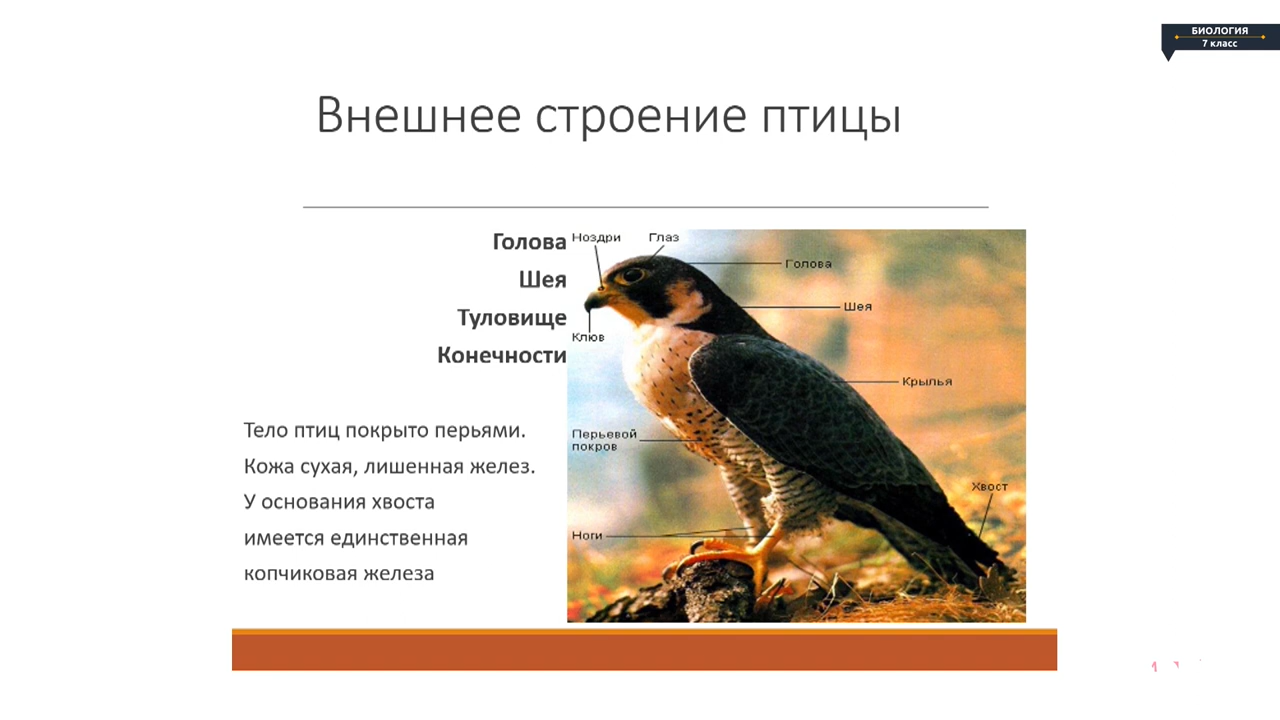 БИОЛОГИЯ
7 класс
Внешнее строение птицы
Голова
Шея
Туловище
Конечности
Тело птиц покрыто перьями.
Кожа сухая, лишенная желез.
У основания хвоста
имеется единственная
копчиковая железа
Ноздри
Глаз
Голова
Шея
Клюв
Крылья
Перьевой
покров
Хвост
Ноги